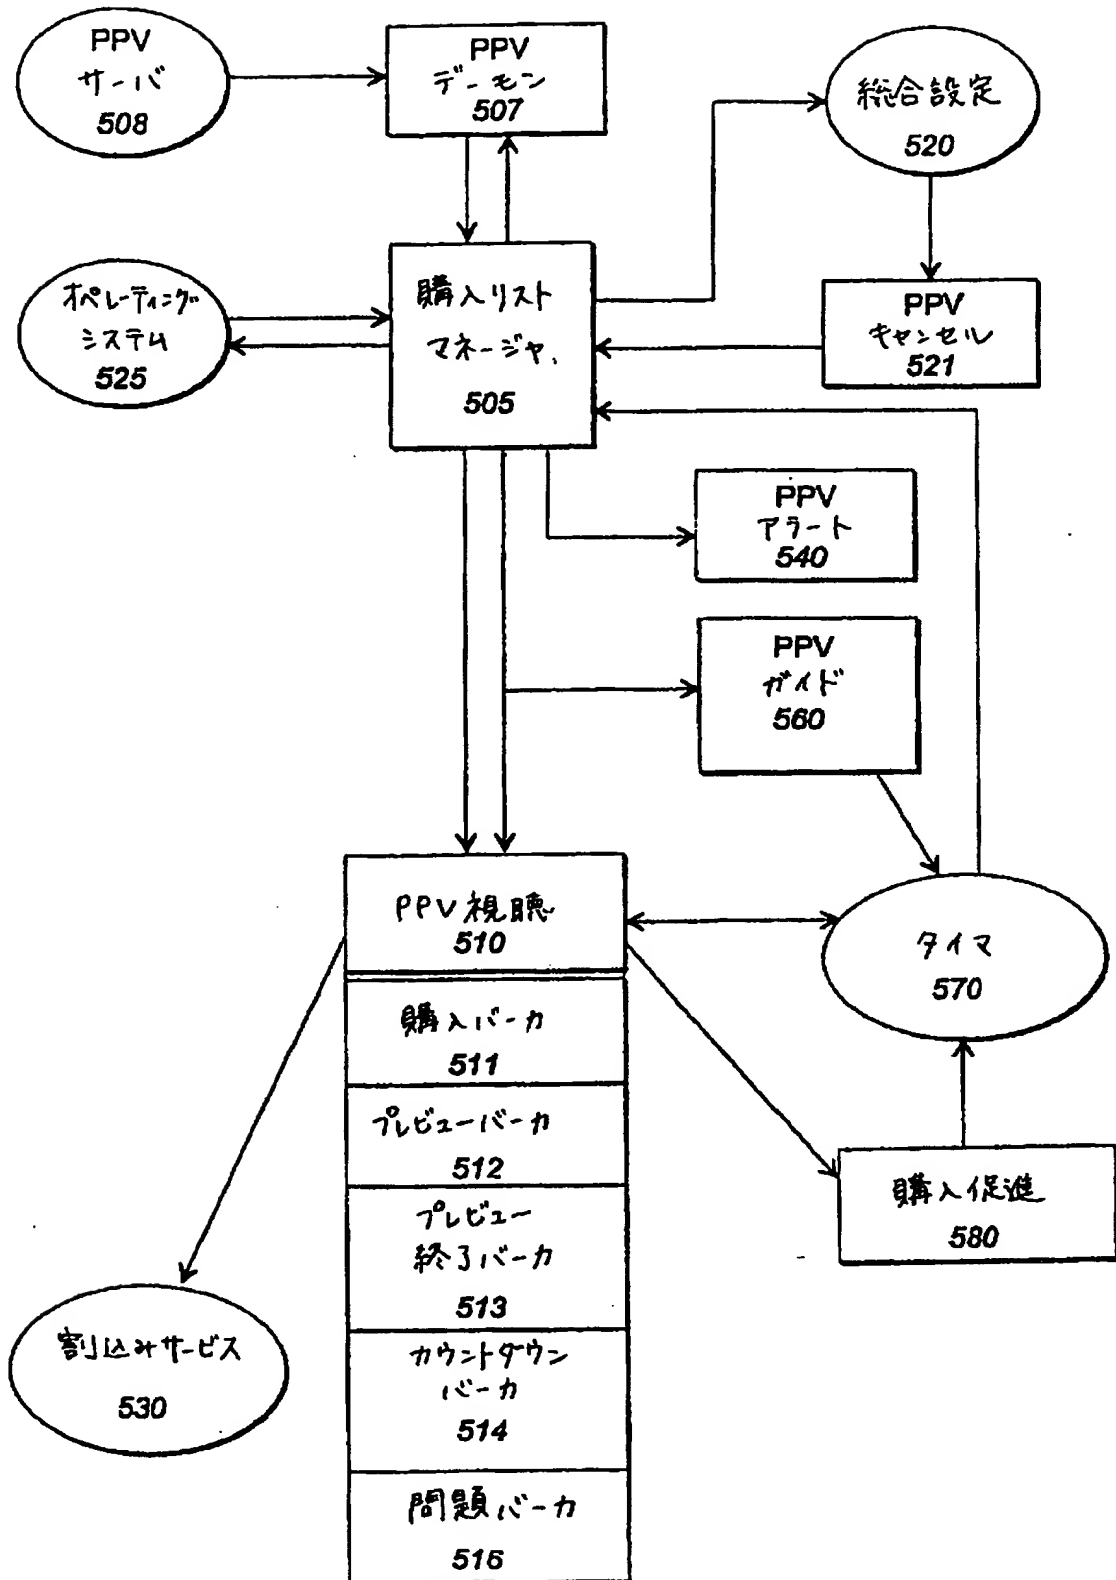 PPV
サーバ
508
PPV
デーモン
507
総合設定
520
オペレーティング
システム
525
購入リスト
マネージャ
505
PPV
キャンセル
521
PPV
アラート
540
PPV
ガイド
560
PPV視聴
510
タイマ
570
購入バーカ
511
プレビューバーカ
512
プレビュー
終了バーカ
513
カウントダウン
バーカ
514
問題バーカ
516
購入促進
580
割込みサービス
530